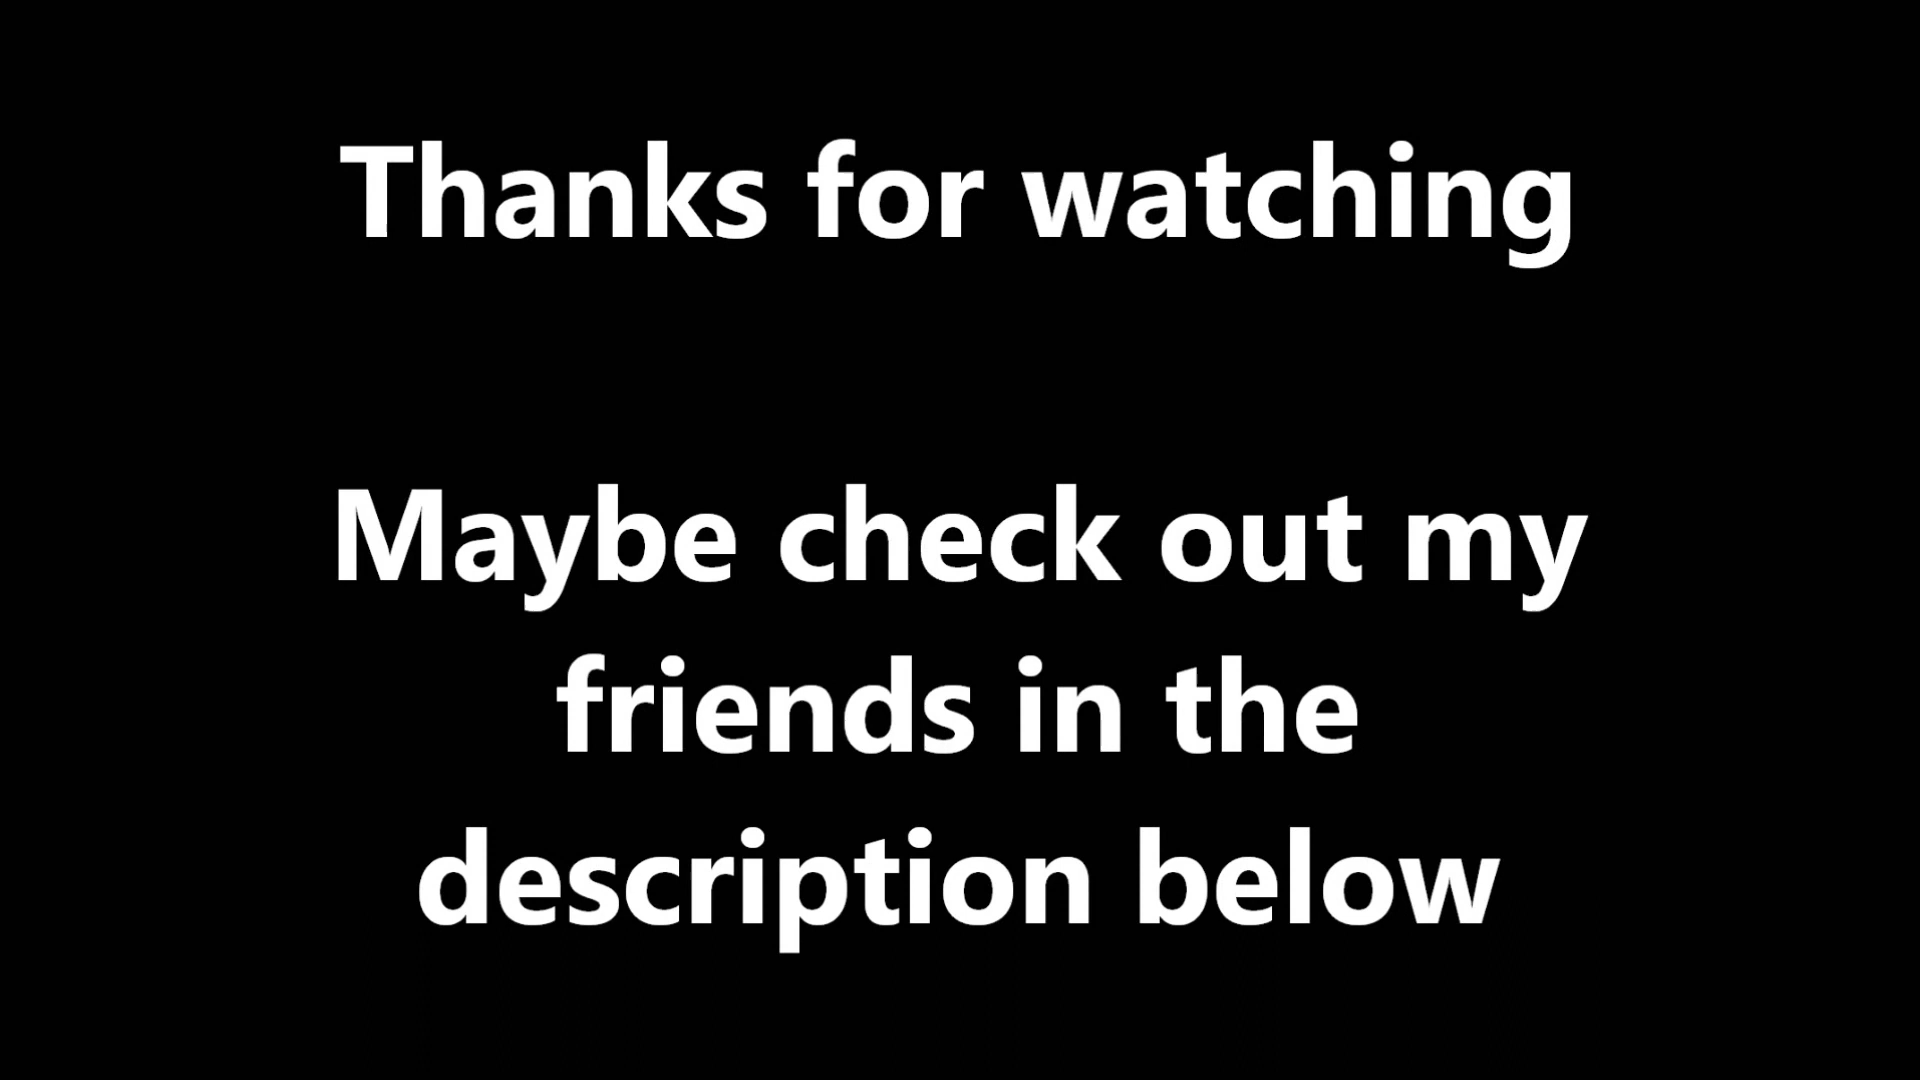 Thanks for watching
Maybe check out my
friends in the
description below